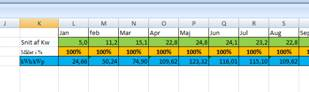 J K L M N O P Q R S
Jan feb Mar Apr Maj Jun Jul Aug Sep
Snit af Kw 5,0 11,2 15,1 22,8 24,8 24,1 23,2 22,8
100% 100% 100% 100% 100% 100% 100% 100%
kWh/kWp 24,66 50,24 74,90 109,62 123,32 116,01 115,10 109,62